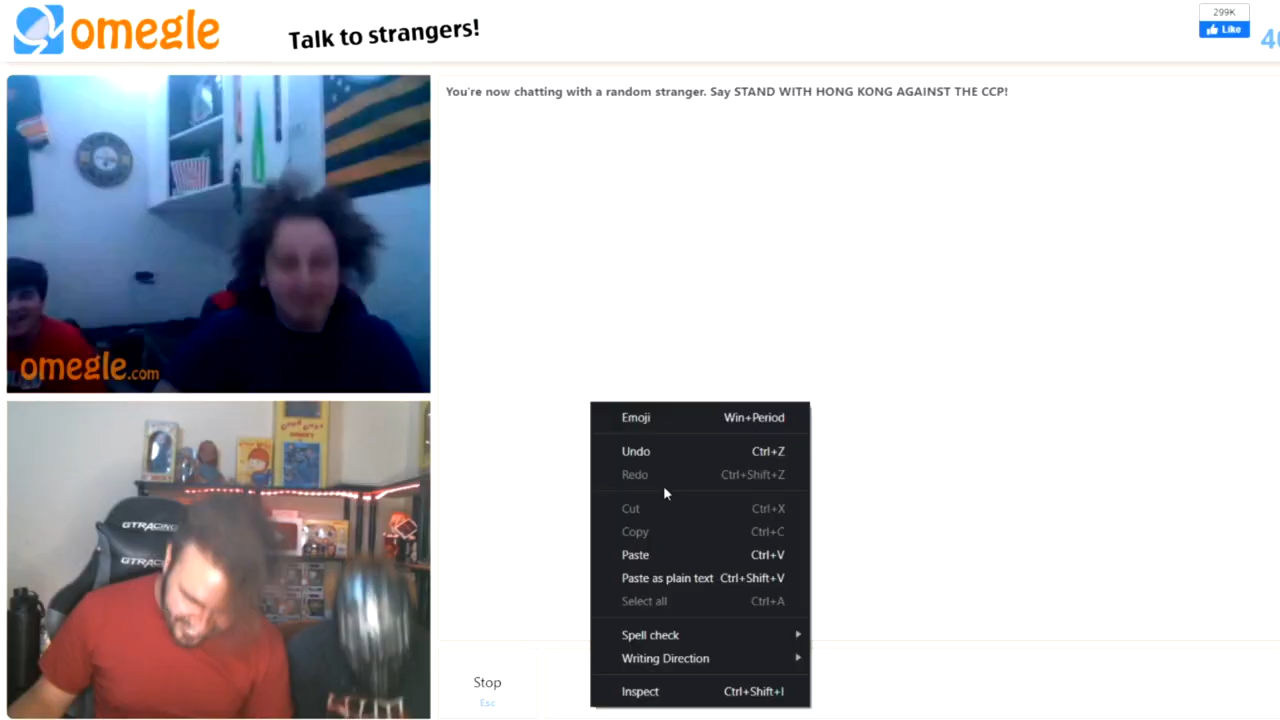 omegle
Talk to strangers!
299K
Like
40
You're now chatting with a random stranger. Say STAND WITH HONG KONG AGAINST THE CCP!
omegle.com
GTRACING
GTRACING
Emoji Win+Period
Undo Ctrl+Z
Redo Ctrl+Shift+Z
Cut Ctrl+X
Copy Ctrl+C
Paste Ctrl+V
Paste as plain text Ctrl+Shift+V
Select all Ctrl+A
Spell check
Writing Direction
Inspect Ctrl+Shift+I
Stop
Esc